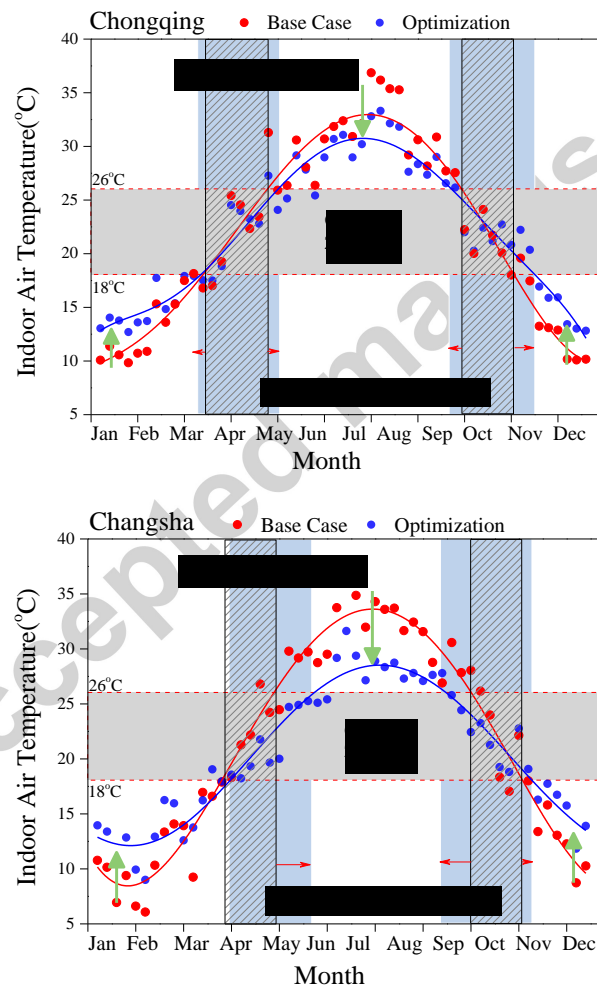 Chongqing Base Case Optimization
40
35
30
25
20
15
10
5
26°C
18°C
Indoor Air Temperature(°C)
Jan Feb Mar Apr May Jun Jul Aug Sep Oct Nov Dec
Month
Changsha Base Case Optimization
40
35
30
25
20
15
10
5
26°C
18°C
Indoor Air Temperature(°C)
Jan Feb Mar Apr May Jun Jul Aug Sep Oct Nov Dec
Month
ccepted ma s